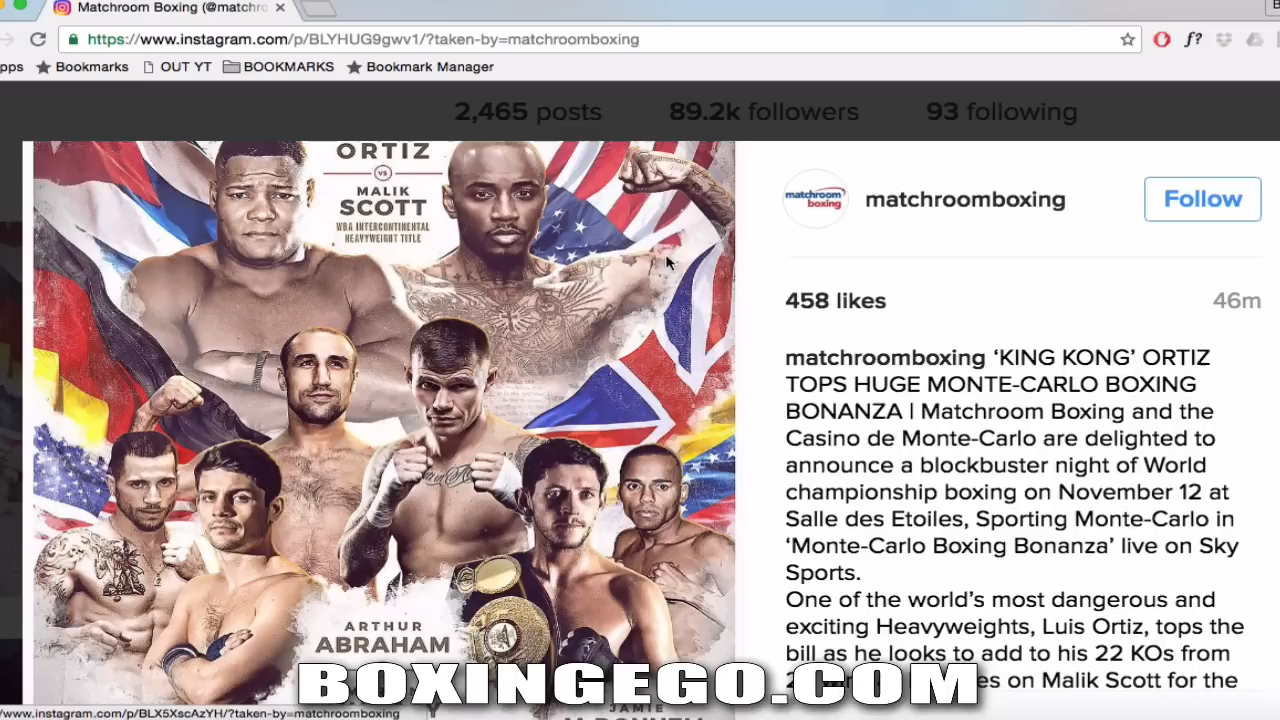 Matchroom Boxing (@matchro
https://www.instagram.com/p/BLYHUG9gwv1/?taken-by=matchroomboxing
f?
pps Bookmarks OUT YT BOOKMARKS Bookmark Manager
2,465 posts 89.2k followers 93 following
ORTIZ
VS
MALIK
SCOTT
WBA INTERCONTINENTAL
HEAVYWEIGHT TITLE
ARTHUR
ABRAHAM
JAMIE
matchroom
boxing
matchroomboxing
Follow
458 likes 46m
matchroomboxing ‘KING KONG’ ORTIZ
TOPS HUGE MONTE-CARLO BOXING
BONANZA | Matchroom Boxing and the
Casino de Monte-Carlo are delighted to
announce a blockbuster night of World
championship boxing on November 12 at
Salle des Etoiles, Sporting Monte-Carlo in
‘Monte-Carlo Boxing Bonanza’ live on Sky
Sports.
One of the world’s most dangerous and
exciting Heavyweights, Luis Ortiz, tops the
bill as he looks to add to his 22 KOs from
on Malik Scott for the
BOXINGEGO.COM
www.instagram.com/p/BLX5XscAzYH/?taken-by=matchroomboxing